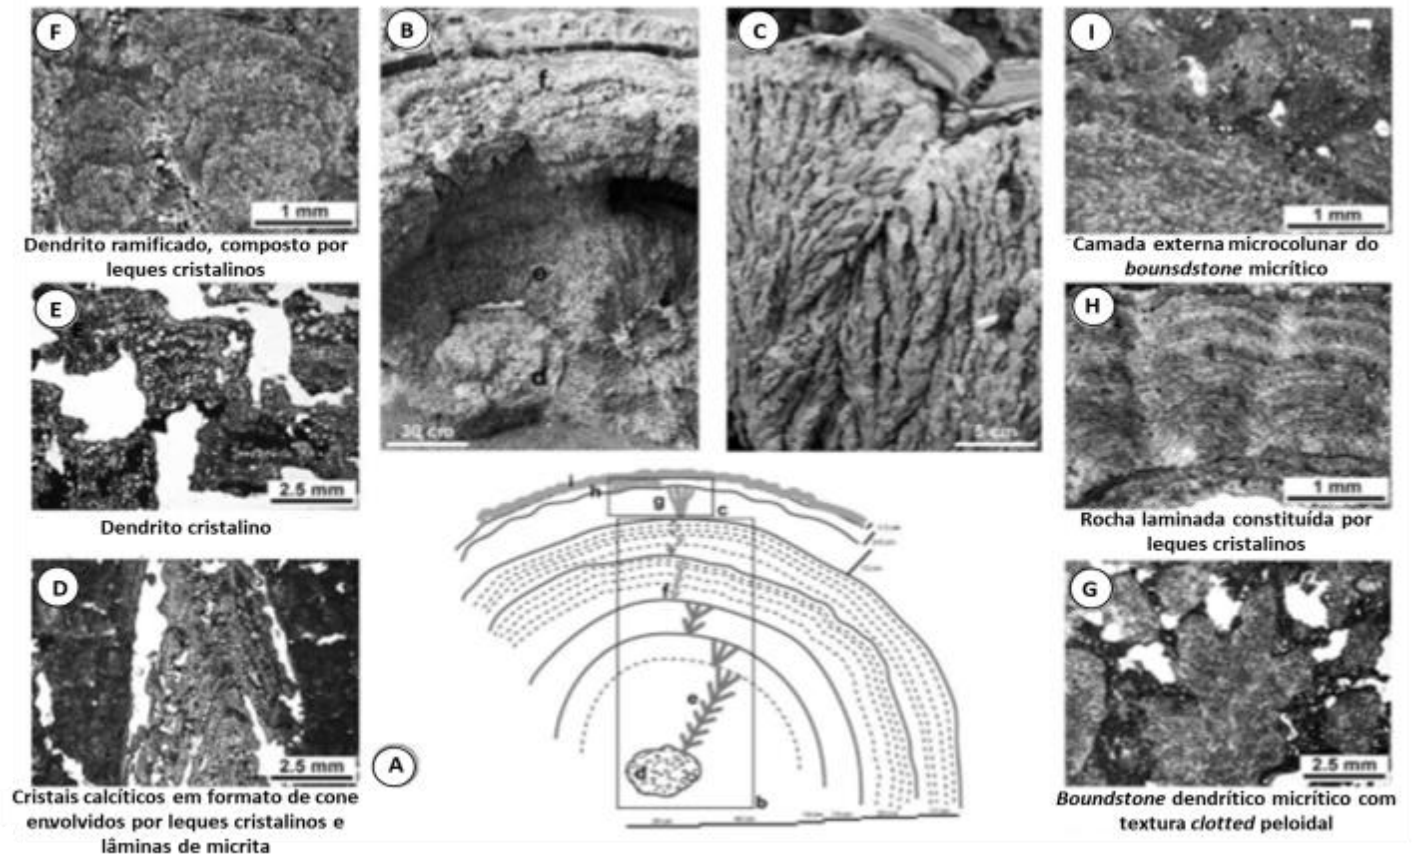 F
1 mm
Dendrito ramificado, composto por
leques cristalinos
E
2.5 mm
Dendrito cristalino
D
2.5 mm
Cristais calcíticos em formato de cone
envolvidos por leques cristalinos e
lâminas de micrita
B
f
e
d
30 cm
C
5 cm
A
i
h
g
c
f
e
d
b
I
1 mm
Camada externa microcolunar do
bounsdstone micrítico
H
1 mm
Rocha laminada constituída por
leques cristalinos
G
2.5 mm
Boundstone dendrítico micrítico com
textura clotted peloidal